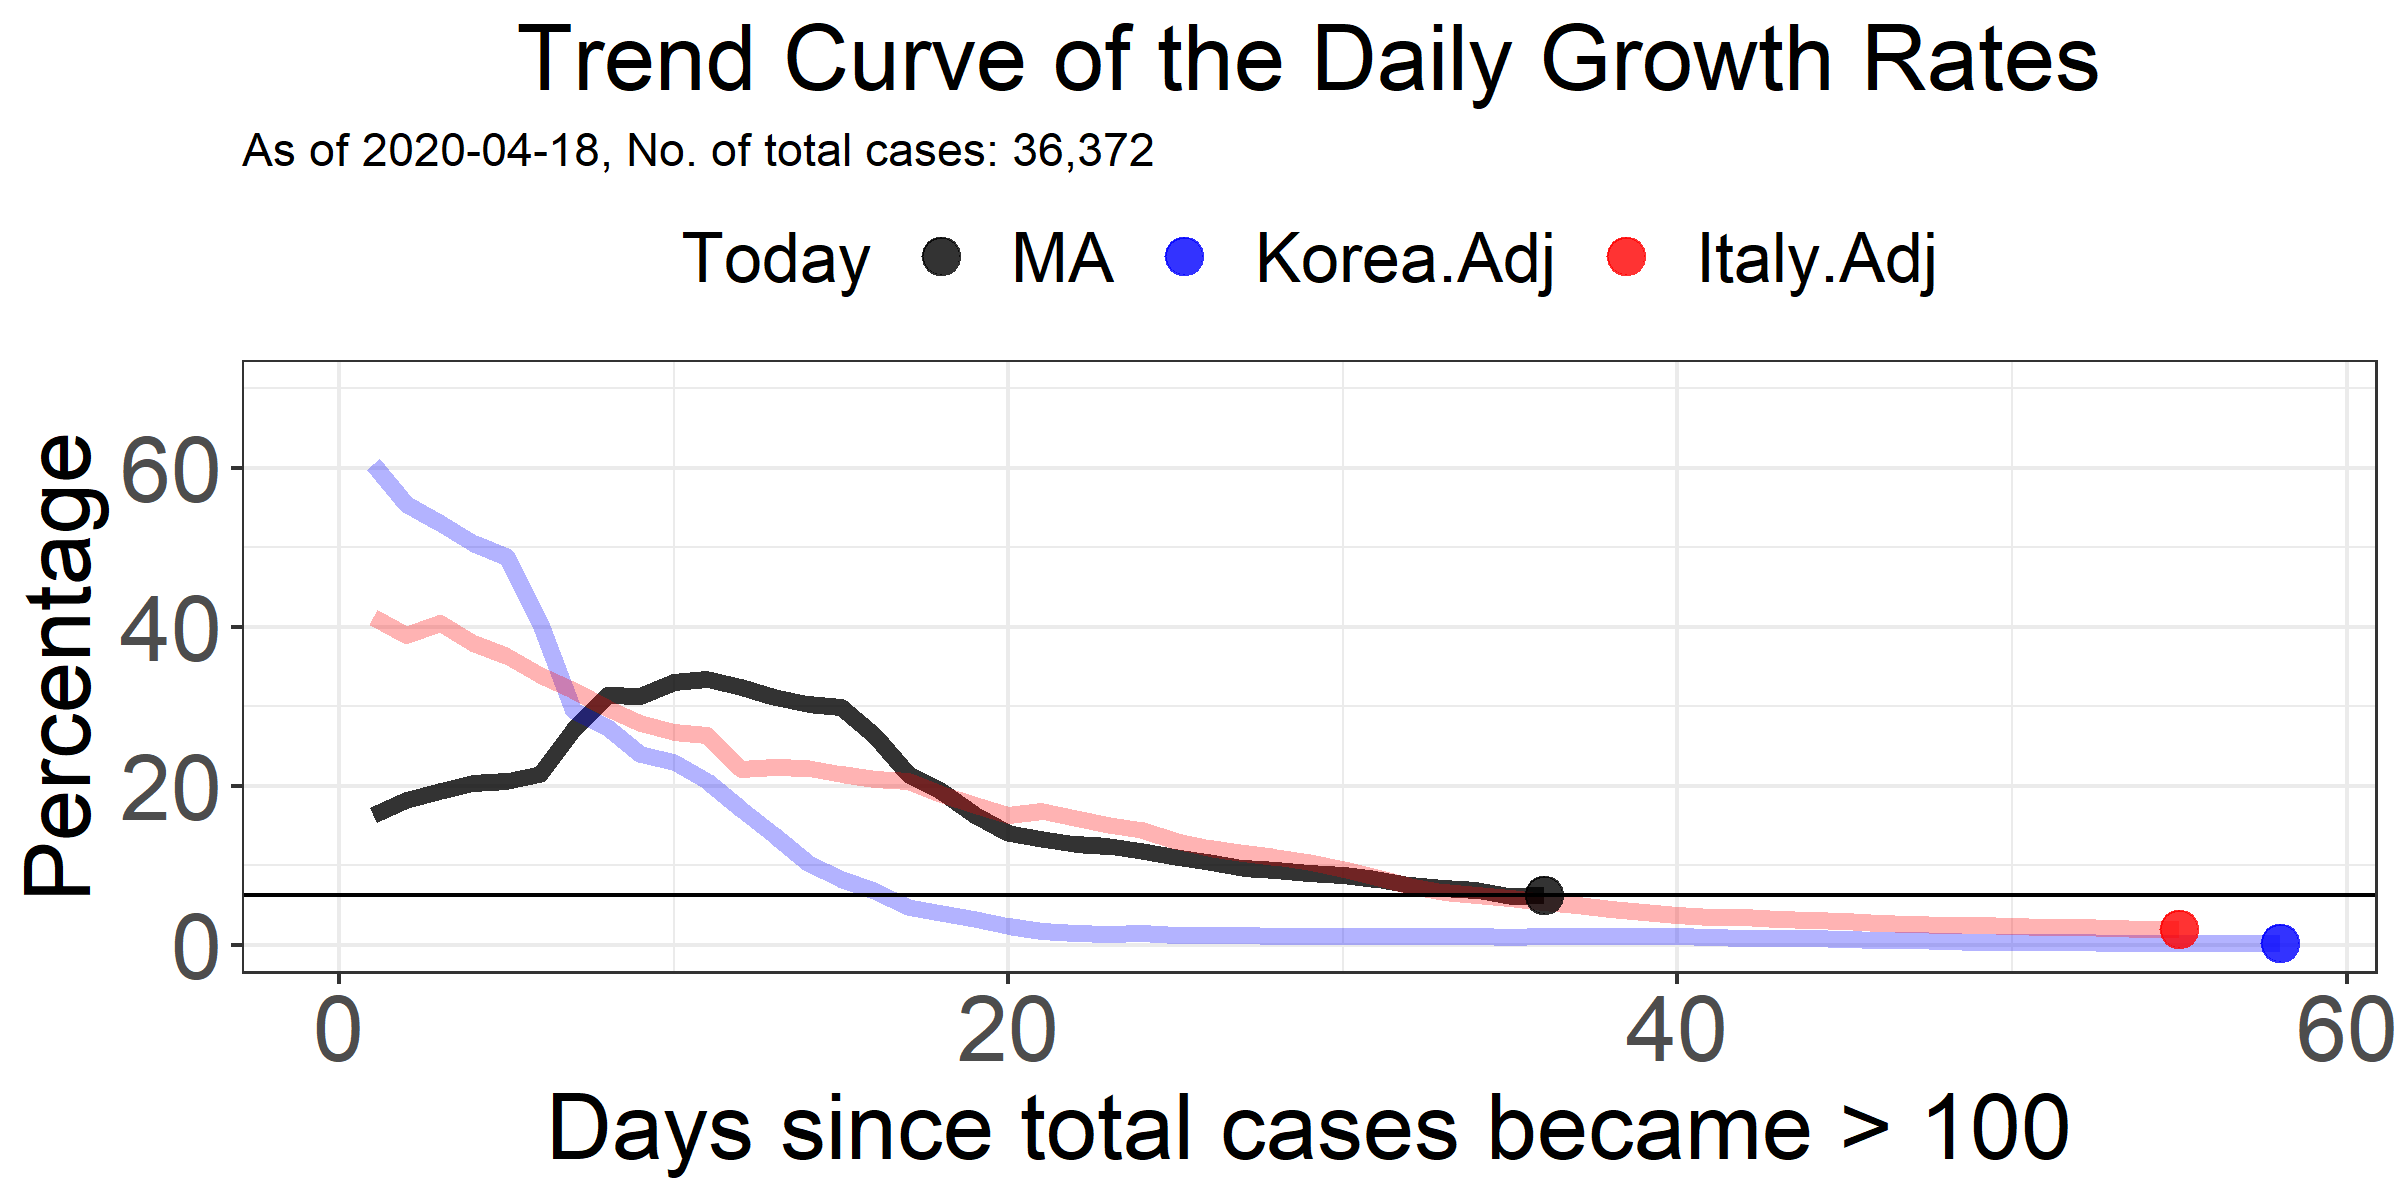 Trend Curve of the Daily Growth Rates
As of 2020-04-18, No. of total cases: 36,372
Today MA Korea.Adj Italy.Adj
Percentage
60
40
20
0
0 20 40 60
Days since total cases became > 100